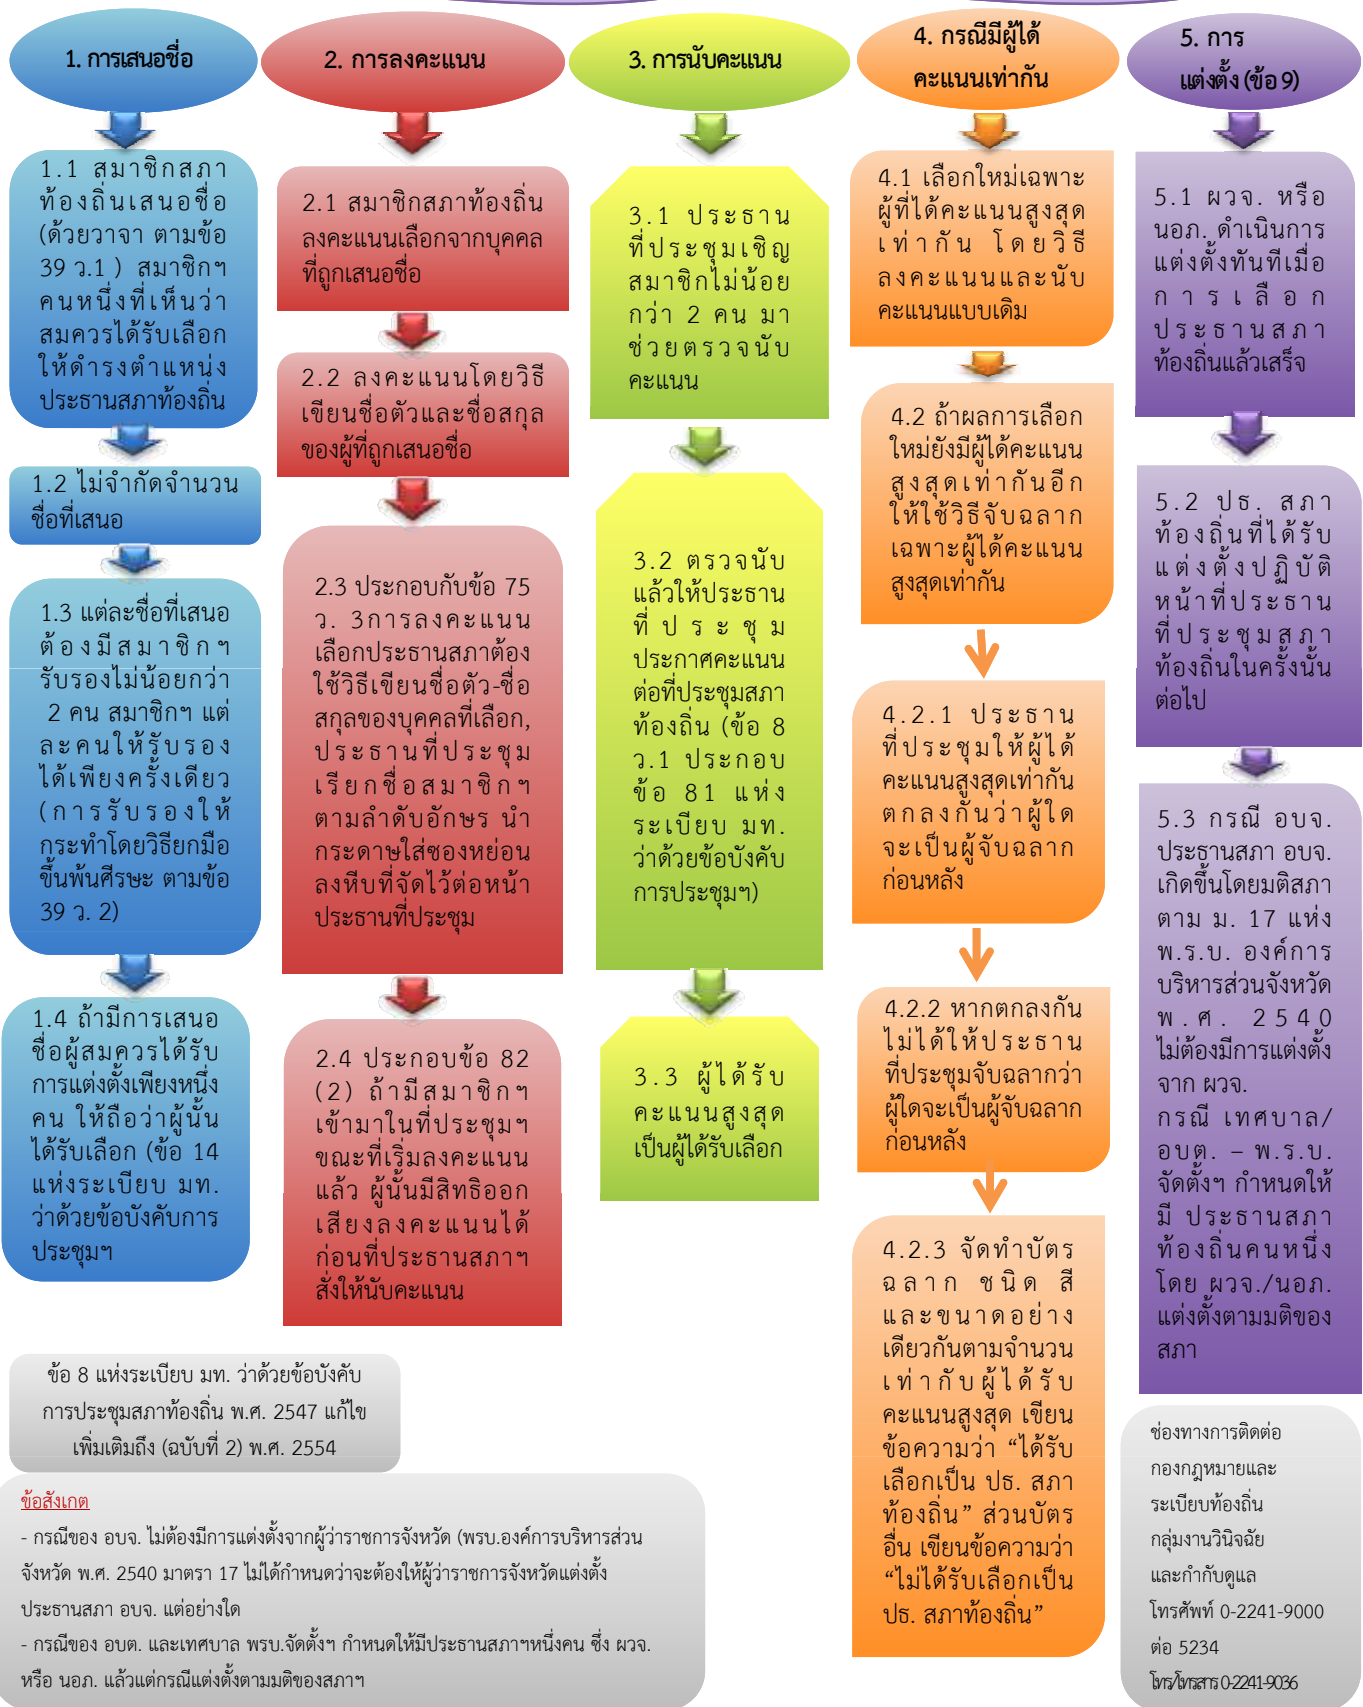 1. การเสนอชื่อ
1.1 สมาชิกสภา
ท้องถิ่นเสนอชื่อ
(ด้วยวาจา ตามข้อ
39 ว.1 ) สมาชิกฯ
คนหนึ่งที่เห็นว่า
สมควรได้รับเลือก
ให้ดำรงตำแหน่ง
ประธานสภาท้องถิ่น
1.2 ไม่จำกัดจำนวน
ชื่อที่เสนอ
1.3 แต่ละชื่อที่เสนอ
ต้องมีสมาชิกฯ
รับรองไม่น้อยกว่า
2 คน สมาชิกฯ แต่
ละคนให้รับรอง
ได้เพียงครั้งเดียว
(การรับรองให้
กระทำโดยวิธียกมือ
ขึ้นพ้นศีรษะ ตามข้อ
39 ว. 2)
1.4 ถ้ามีการเสนอ
ชื่อผู้สมควรได้รับ
การแต่งตั้งเพียงหนึ่ง
คน ให้ถือว่าผู้นั้น
ได้รับเลือก (ข้อ 14
แห่งระเบียบ มท.
ว่าด้วยข้อบังคับการ
ประชุมฯ
2. การลงคะแนน
2.1 สมาชิกสภาท้องถิ่น
ลงคะแนนเลือกจากบุคคล
ที่ถูกเสนอชื่อ
2.2 ลงคะแนนโดยวิธี
เขียนชื่อตัวและชื่อสกุล
ของผู้ที่ถูกเสนอชื่อ
2.3 ประกอบกับข้อ 75
ว. 3การลงคะแนน
เลือกประธานสภาต้อง
ใช้วิธีเขียนชื่อตัว-ชื่อ
สกุลของบุคคลที่เลือก,
ประธานที่ประชุม
เรียกชื่อสมาชิกฯ
ตามลำดับอักษร นำ
กระดาษใส่ซองหย่อน
ลงหีบที่จัดไว้ต่อหน้า
ประธานที่ประชุม
2.4 ประกอบข้อ 82
(2) ถ้ามีสมาชิกฯ
เข้ามาในที่ประชุมฯ
ขณะที่เริ่มลงคะแนน
แล้ว ผู้นั้นมีสิทธิออก
เสียงลงคะแนนได้
ก่อนที่ประธานสภาฯ
สั่งให้นับคะแนน
3. การนับคะแนน
3.1 ประธาน
ที่ประชุมเชิญ
สมาชิกไม่น้อย
กว่า 2 คน มา
ช่วยตรวจนับ
คะแนน
3.2 ตรวจนับ
แล้วให้ประธาน
ที่ประชุม
ประกาศคะแนน
ต่อที่ประชุมสภา
ท้องถิ่น (ข้อ 8
ว.1 ประกอบ
ข้อ 81 แห่ง
ระเบียบ มท.
ว่าด้วยข้อบังคับ
การประชุมฯ)
3.3 ผู้ได้รับ
คะแนนสูงสุด
เป็นผู้ได้รับเลือก
4. กรณีมีผู้ได้
คะแนนเท่ากัน
4.1 เลือกใหม่เฉพาะ
ผู้ที่ได้คะแนนสูงสุด
เท่ากัน โดยวิธี
ลงคะแนนและนับ
คะแนนแบบเดิม
4.2 ถ้าผลการเลือก
ใหม่ยังมีผู้ได้คะแนน
สูงสุดเท่ากันอีก
ให้ใช้วิธีจับฉลาก
เฉพาะผู้ได้คะแนน
สูงสุดเท่ากัน
4.2.1 ประธาน
ที่ประชุมให้ผู้ได้
คะแนนสูงสุดเท่ากัน
ตกลงกันว่าผู้ใด
จะเป็นผู้จับฉลาก
ก่อนหลัง
4.2.2 หากตกลงกัน
ไม่ได้ให้ประธาน
ที่ประชุมจับฉลากว่า
ผู้ใดจะเป็นผู้จับฉลาก
ก่อนหลัง
4.2.3 จัดทำบัตร
ฉลาก ชนิด สี
และขนาดอย่าง
เดียวกันตามจำนวน
เท่ากับผู้ได้รับ
คะแนนสูงสุด เขียน
ข้อความว่า “ได้รับ
เลือกเป็น ปธ. สภา
ท้องถิ่น” ส่วนบัตร
อื่น เขียนข้อความว่า
“ไม่ได้รับเลือกเป็น
ปธ. สภาท้องถิ่น”
5. การ
แต่งตั้ง (ข้อ 9)
5.1 ผวจ. หรือ
นอภ. ดำเนินการ
แต่งตั้งทันทีเมื่อ
การเลือก
ประธานสภา
ท้องถิ่นแล้วเสร็จ
5.2 ปธ. สภา
ท้องถิ่นที่ได้รับ
แต่งตั้งปฏิบัติ
หน้าที่ประธาน
ที่ประชุมสภา
ท้องถิ่นในครั้งนั้น
ต่อไป
5.3 กรณี อบจ.
ประธานสภา อบจ.
เกิดขึ้นโดยมติสภา
ตาม ม. 17 แห่ง
พ.ร.บ. องค์การ
บริหารส่วนจังหวัด
พ.ศ. 2540
ไม่ต้องมีการแต่งตั้ง
จาก ผวจ.
กรณี เทศบาล/
อบต. – พ.ร.บ.
จัดตั้งฯ กำหนดให้
มี ประธานสภา
ท้องถิ่นคนหนึ่ง
โดย ผวจ./นอภ.
แต่งตั้งตามมติของ
สภา
ข้อ 8 แห่งระเบียบ มท. ว่าด้วยข้อบังคับ
การประชุมสภาท้องถิ่น พ.ศ. 2547 แก้ไข
เพิ่มเติมถึง (ฉบับที่ 2) พ.ศ. 2554
ข้อสังเกต
- กรณีของ อบจ. ไม่ต้องมีการแต่งตั้งจากผู้ว่าราชการจังหวัด (พรบ.องค์การบริหารส่วน
จังหวัด พ.ศ. 2540 มาตรา 17 ไม่ได้กำหนดว่าจะต้องให้ผู้ว่าราชการจังหวัดแต่งตั้ง
ประธานสภา อบจ. แต่อย่างใด
- กรณีของ อบต. และเทศบาล พรบ.จัดตั้งฯ กำหนดให้มีประธานสภาฯหนึ่งคน ซึ่ง ผวจ.
หรือ นอภ. แล้วแต่กรณีแต่งตั้งตามมติของสภาฯ
ช่องทางการติดต่อ
กองกฎหมายและ
ระเบียบท้องถิ่น
กลุ่มงานวินิจฉัย
และกำกับดูแล
โทรศัพท์ 0-2241-9000
ต่อ 5234
โทร/โทรสาร 0-2241-9036